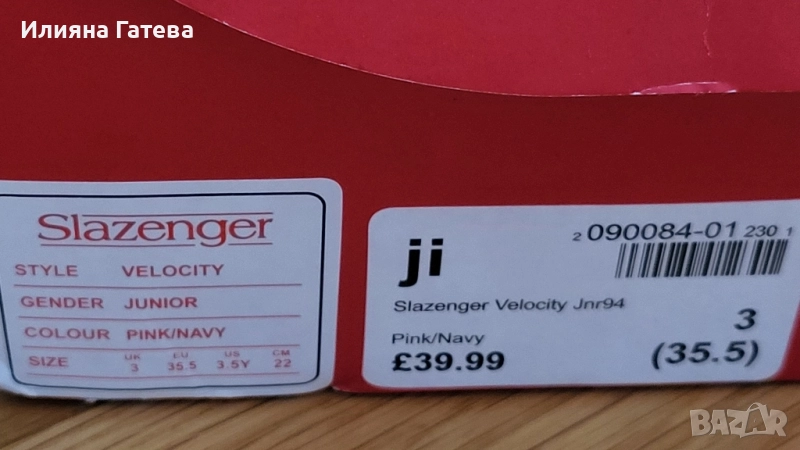 Илияна Гатева
Slazenger
STYLE VELOCITY
GENDER JUNIOR
COLOUR PINK/NAVY
SIZE UK 3 EU 35.5 US 3.5Y CM 22
ji
2 090084-01 230 1
Slazenger Velocity Jnr94
3
Pink/Navy
(35.5)
£39.99
BAZAR